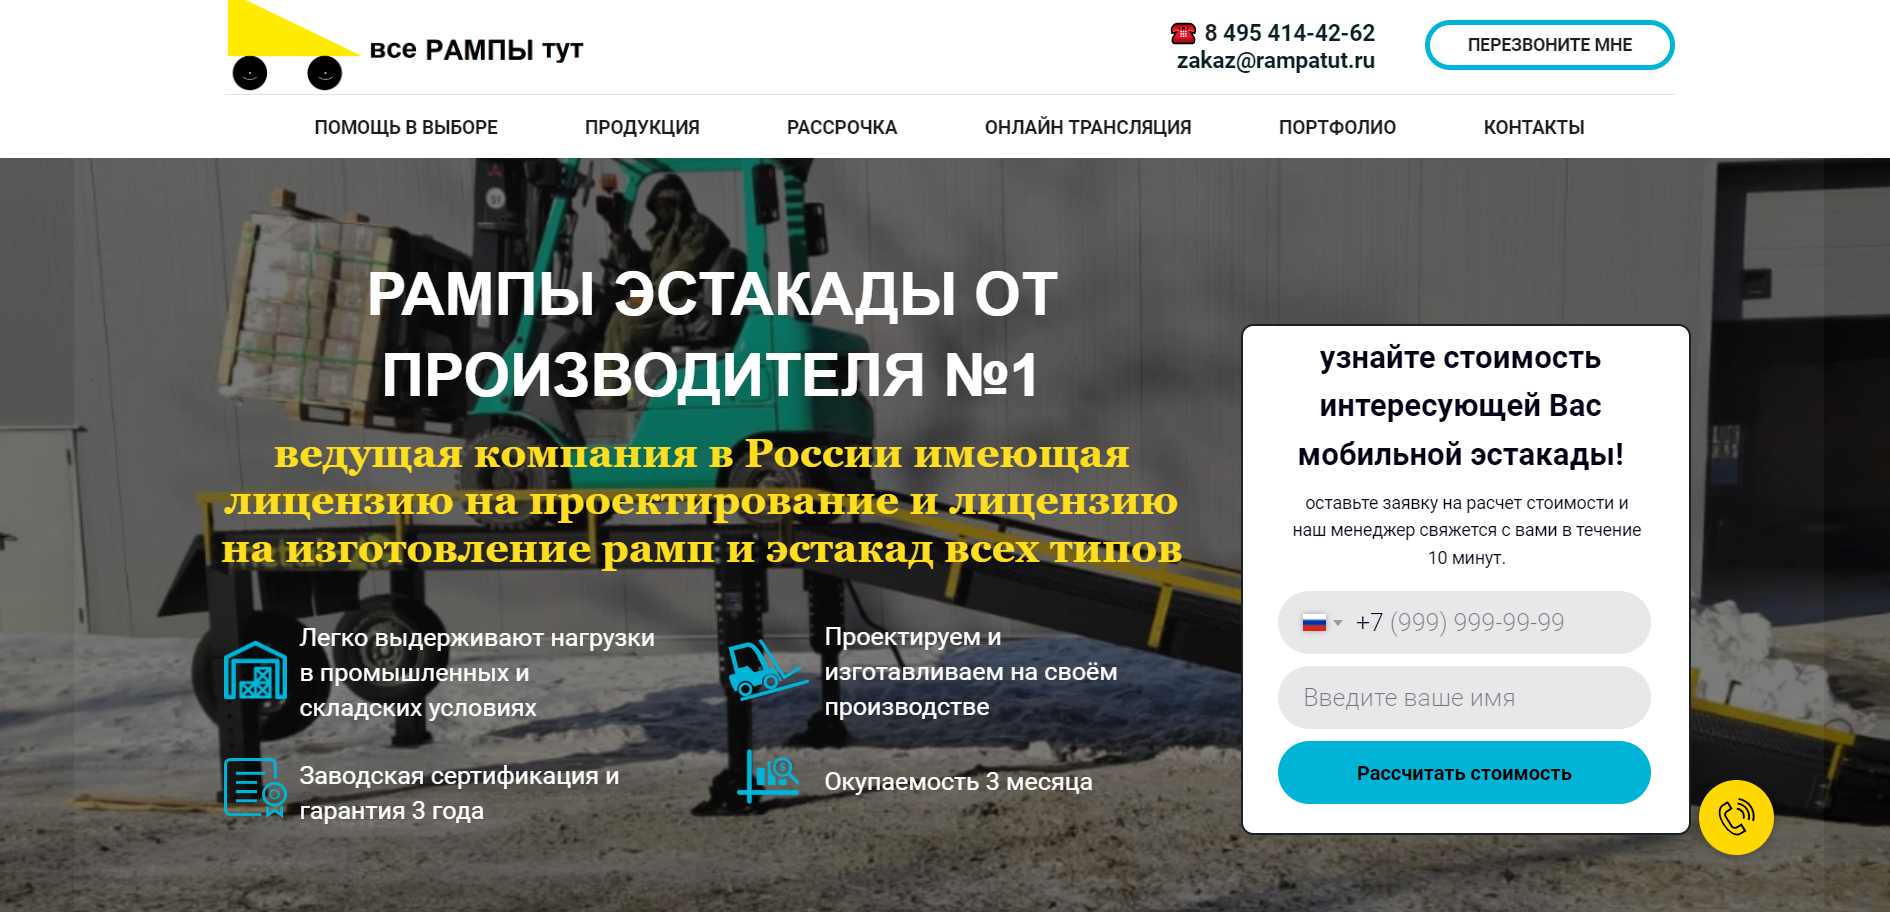 все РАМПЫ тут
8 495 414-42-62
zakaz@rampatut.ru
ПЕРЕЗВОНИТЕ МНЕ
ПОМОЩЬ В ВЫБОРЕ
ПРОДУКЦИЯ
РАССРОЧКА
ОНЛАЙН ТРАНСЛЯЦИЯ
ПОРТФОЛИО
КОНТАКТЫ
РАМПЫ ЭСТАКАДЫ ОТ
ПРОИЗВОДИТЕЛЯ №1
ведущая компания в России имеющая
лицензию на проектирование и лицензию
на изготовление рамп и эстакад всех типов
Легко выдерживают нагрузки
в промышленных и
складских условиях
Проектируем и
изготавливаем на своём
производстве
Заводская сертификация и
гарантия 3 года
Окупаемость 3 месяца
узнайте стоимость
интересующей Вас
мобильной эстакады!
оставьте заявку на расчет стоимости и
наш менеджер свяжется с вами в течение
10 минут.
+7 (999) 999-99-99
Введите ваше имя
Рассчитать стоимость